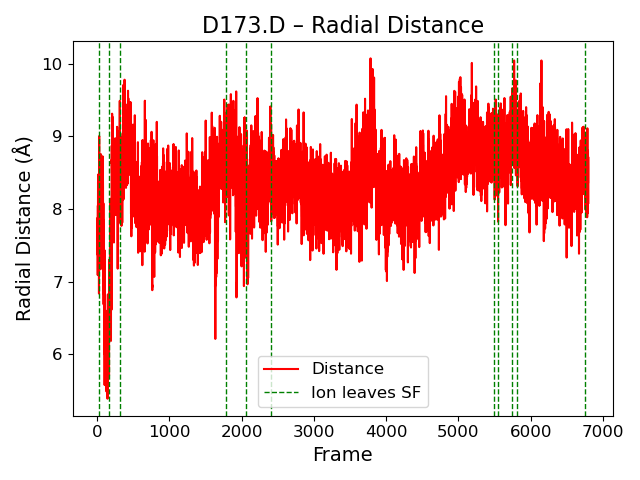 D173.D – Radial Distance
Radial Distance (Å)
10
9
8
7
6
Distance
Ion leaves SF
0 1000 2000 3000 4000 5000 6000 7000
Frame